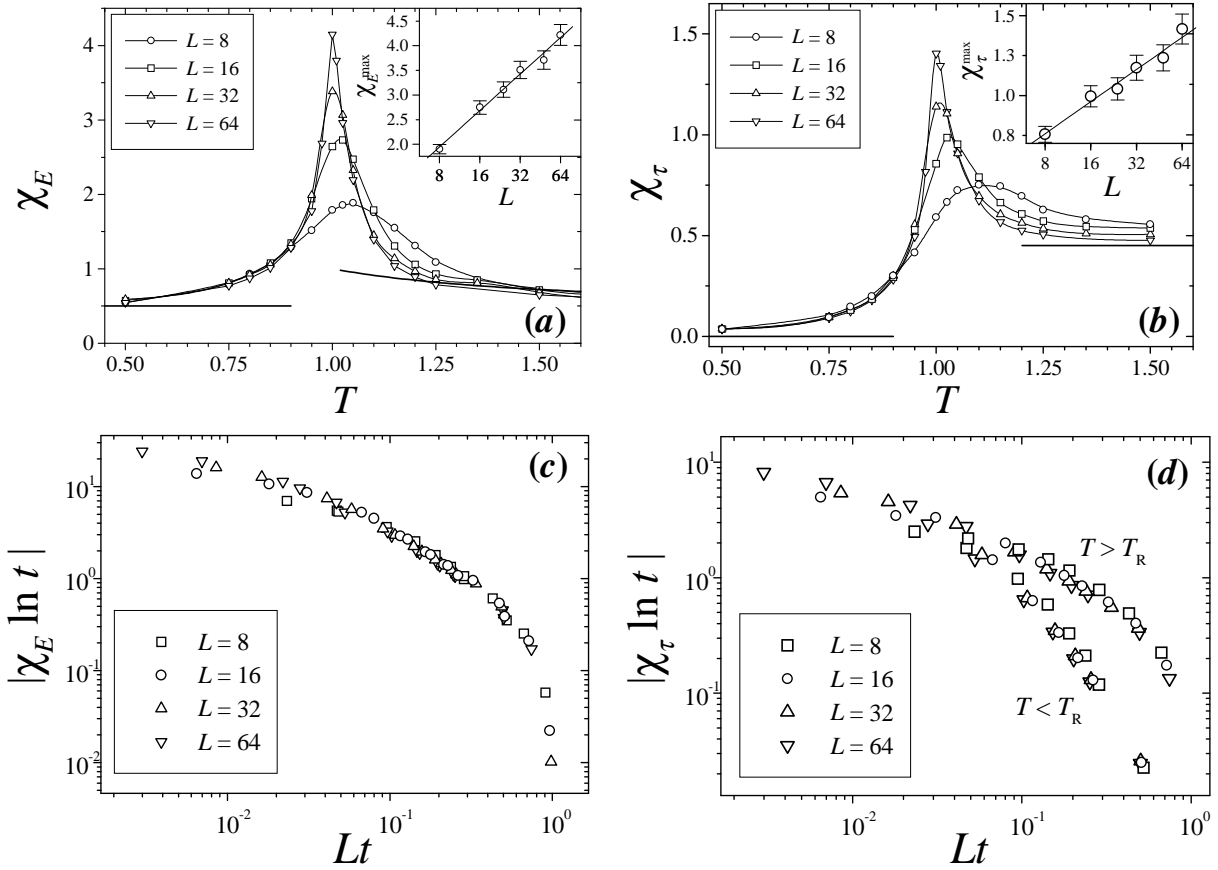 L = 8
L = 16
L = 32
L = 64
χ_E^max
4.5
4.0
3.5
3.0
2.5
2.0
8 16 32 64
L
χ_E
4
3
2
1
0
0.50 0.75 1.00 1.25 1.50
T
(a)
L = 8
L = 16
L = 32
L = 64
χ_τ^max
1.5
1.3
1.0
0.8
8 16 32 64
L
χ_τ
1.5
1.0
0.5
0.0
0.50 0.75 1.00 1.25 1.50
T
(b)
(c)
|χ_E ln t |
10^1
10^0
10^-1
10^-2
L = 8
L = 16
L = 32
L = 64
10^-2 10^-1 10^0
Lt
(d)
|χ_τ ln t |
10^1
10^0
10^-1
T > T_R
T < T_R
L = 8
L = 16
L = 32
L = 64
10^-2 10^-1 10^0
Lt